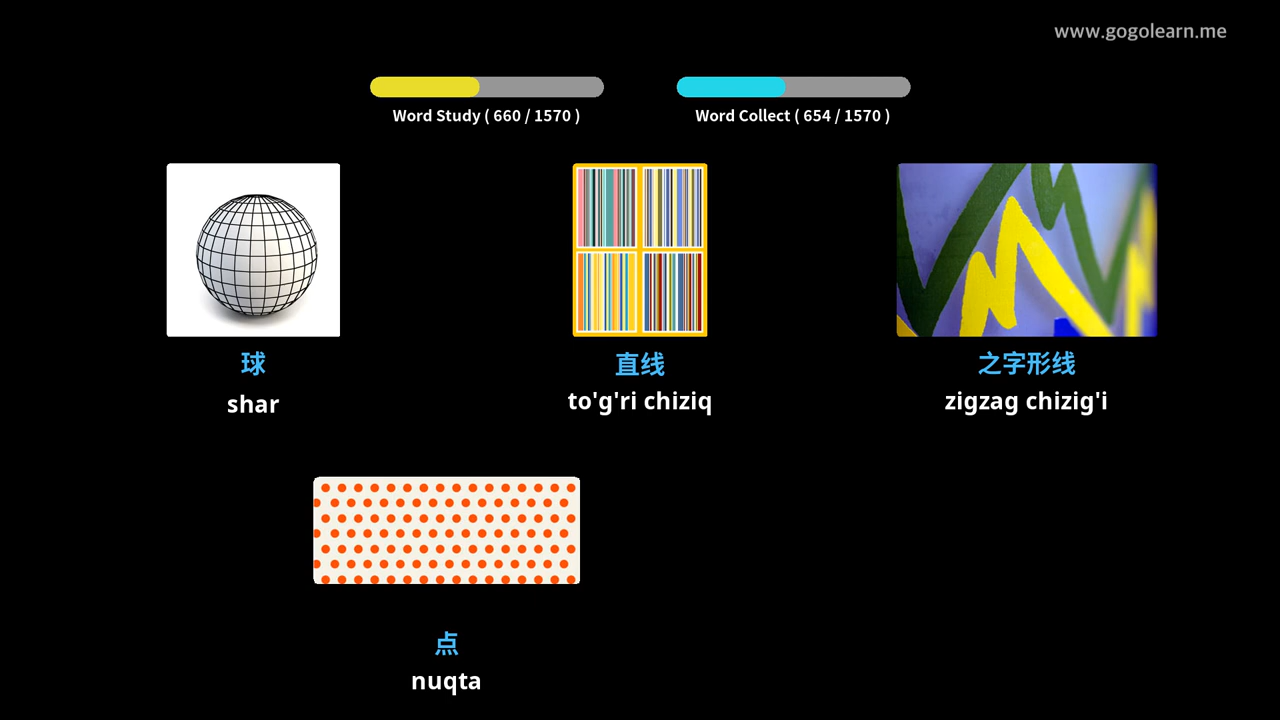 www.gogolearn.me
Word Study ( 660 / 1570 )
Word Collect ( 654 / 1570 )
球
直线
之字形线
shar
to'g'ri chiziq
zigzag chizig'i
点
nuqta